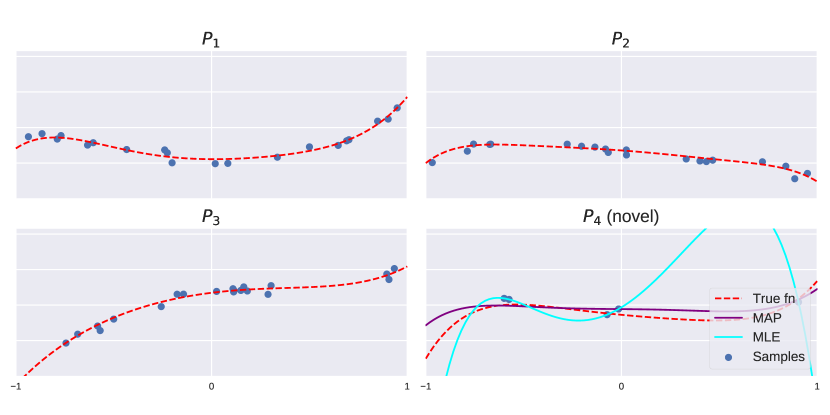 P1
P2
P3
P4 (novel)
True fn
MAP
MLE
Samples
−1 0 1 −1 0 1